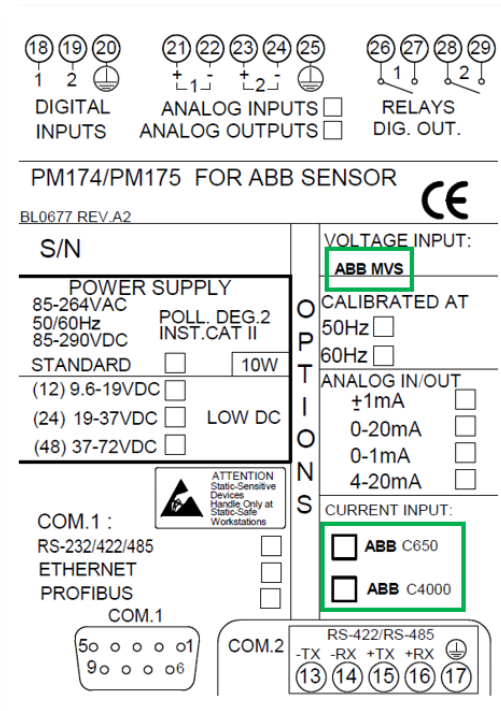 18 19 20 21 22 23 24 25 26 27 28 29
1 2 + 1 - + 2 - 1 2
DIGITAL INPUTS
ANALOG INPUTS
ANALOG OUTPUTS
RELAYS
DIG. OUT.
PM174/PM175 FOR ABB SENSOR
CE
BL0677 REV.A2
S/N
POWER SUPPLY
85-264VAC
50/60Hz
85-290VDC
POLL. DEG.2
INST.CAT II
STANDARD 10W
(12) 9.6-19VDC
(24) 19-37VDC LOW DC
(48) 37-72VDC
ATTENTION
Static-Sensitive
Devices
Handle Only at
Static-Safe
Workstations
COM.1 :
RS-232/422/485
ETHERNET
PROFIBUS
COM.1
5 1
9 6
OPTIONS
VOLTAGE INPUT:
ABB MVS
CALIBRATED AT
50Hz
60Hz
ANALOG IN/OUT
±1mA
0-20mA
0-1mA
4-20mA
CURRENT INPUT:
ABB C650
ABB C4000
COM.2
RS-422/RS-485
-TX -RX +TX +RX
13 14 15 16 17